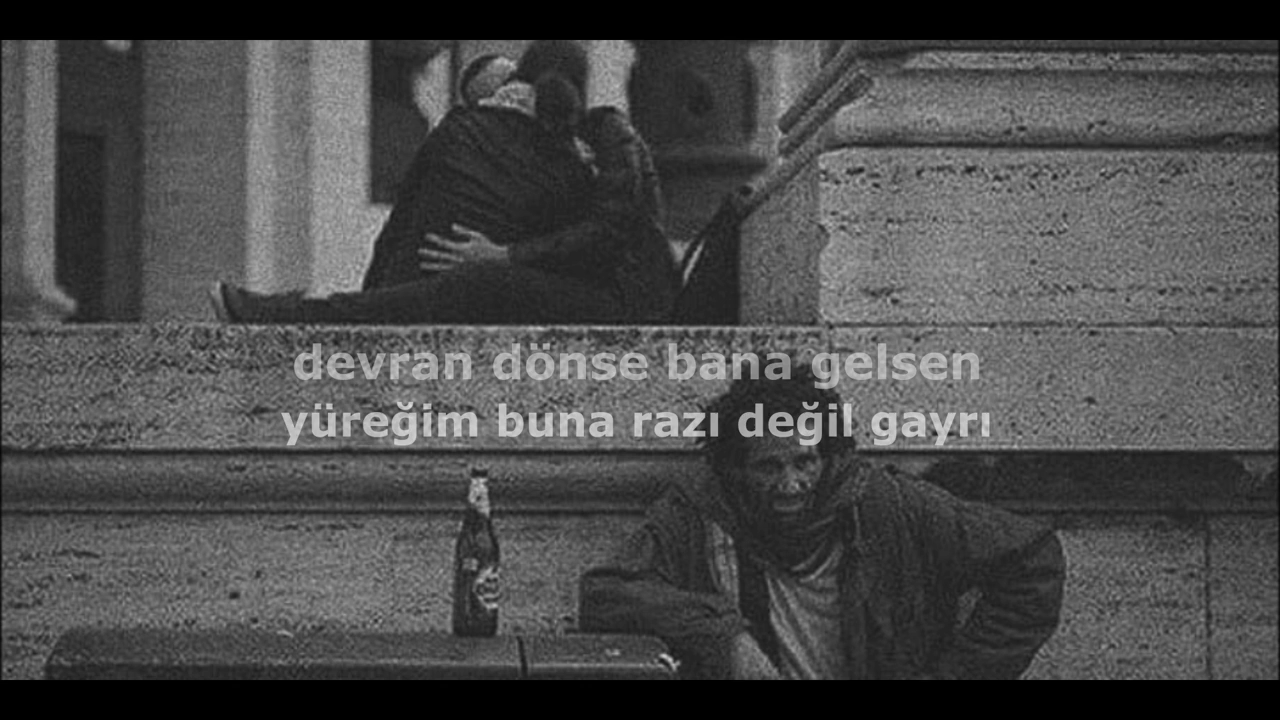 devran dönse bana gelsen
yüreğim buna razı değil gayrı